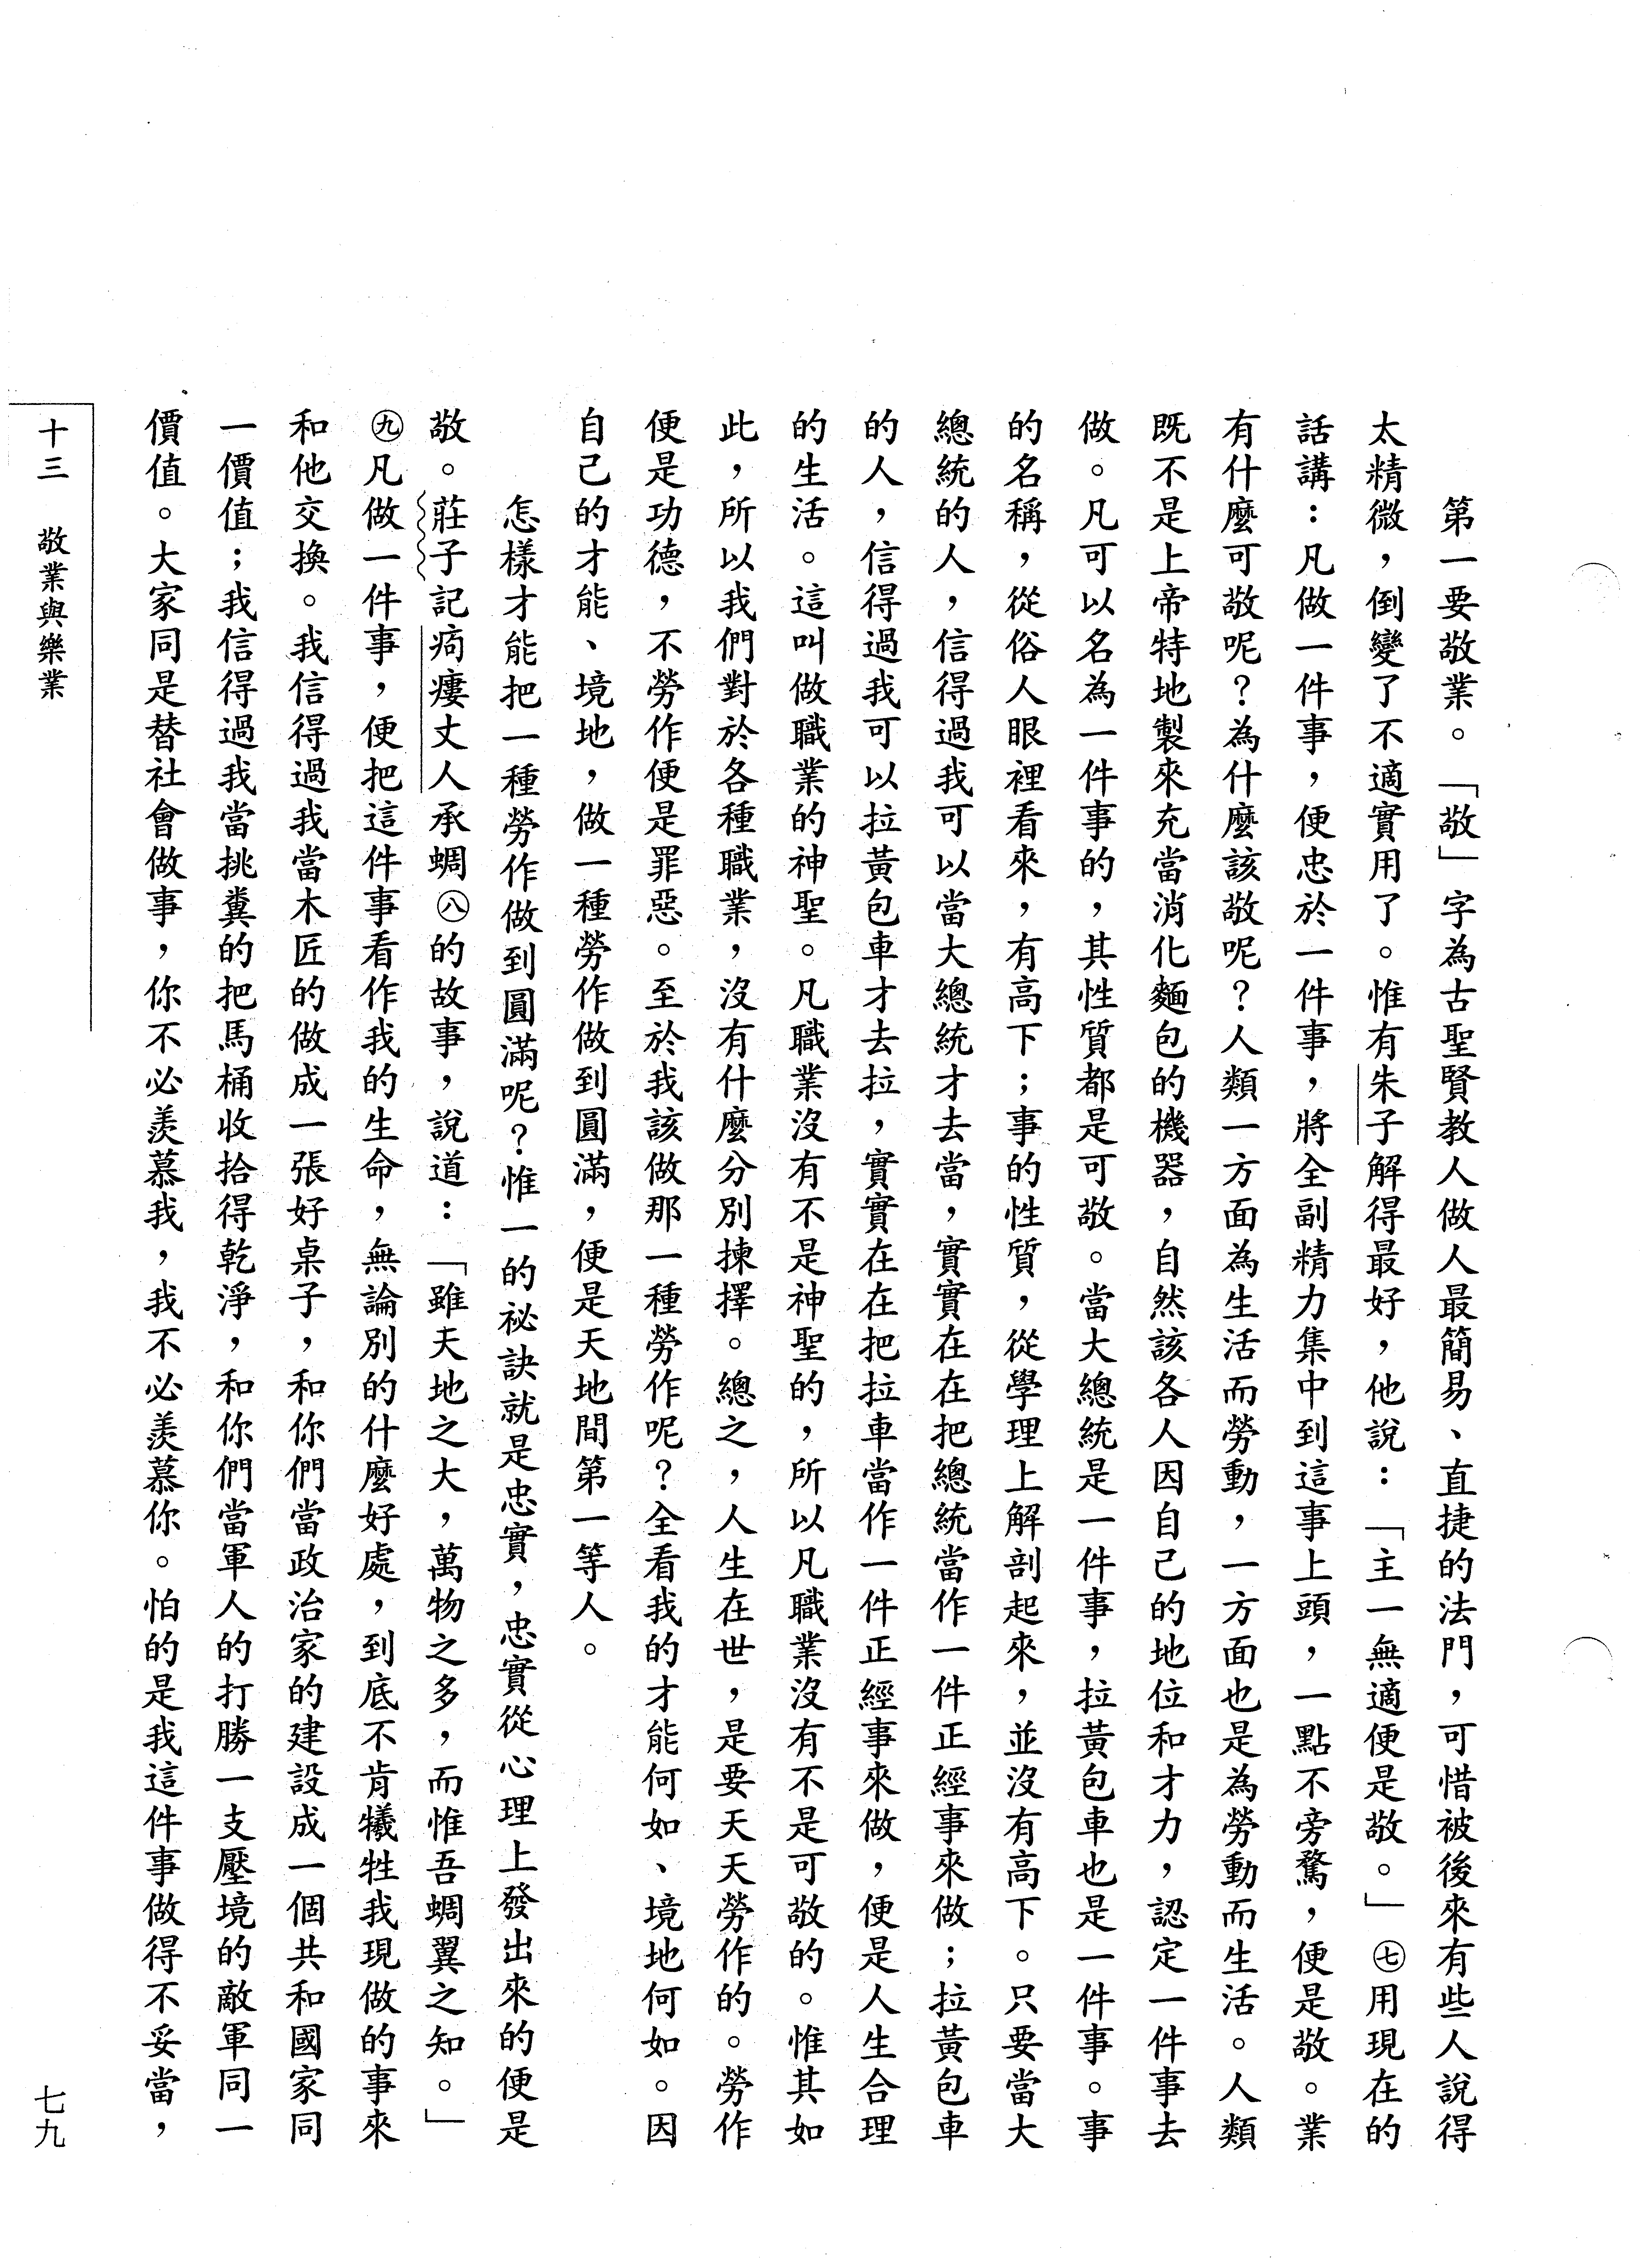 第一要敬業。「敬」字為古聖賢教人做人最簡易、直捷的法門，可惜被後來有些人說得
太精微，倒變了不適實用了。惟有朱子解得最好，他說：「主一無適便是敬。」㊆用現在的
話講：凡做一件事，便忠於一件事，將全副精力集中到這事上頭，一點不旁騖，便是敬。業
有什麼可敬呢？為什麼該敬呢？人類一方面為生活而勞動，一方面也是為勞動而生活。人類
既不是上帝特地製來充當消化麵包的機器，自然該各人因自己的地位和才力，認定一件事去
做。凡可以名為一件事的，其性質都是可敬。當大總統是一件事，拉黃包車也是一件事。事
的名稱，從俗人眼裡看來，有高下；事的性質，從學理上解剖起來，並沒有高下。只要當大
總統的人，信得過我可以當大總統才去當，實實在在把總統當作一件正經事來做；拉黃包車
的人，信得過我可以拉黃包車才去拉，實實在在把拉車當作一件正經事來做，便是人生合理
的生活。這叫做職業的神聖。凡職業沒有不是神聖的，所以凡職業沒有不是可敬的。惟其如
此，所以我們對於各種職業，沒有什麼分別揀擇。總之，人生在世，是要天天勞作的。勞作
便是功德，不勞作便是罪惡。至於我該做那一種勞作呢？全看我的才能何如、境地何如。因
自己的才能、境地，做一種勞作做到圓滿，便是天地間第一等人。
怎樣才能把一種勞作做到圓滿呢？惟一的祕訣就是忠實，忠實從心理上發出來的便是
敬。莊子記痀瘻丈人承蜩㊇的故事，說道：「雖天地之大，萬物之多，而惟吾蜩翼之知。」
㊈凡做一件事，便把這件事看作我的生命，無論別的什麼好處，到底不肯犧牲我現做的事來
和他交換。我信得過我當木匠的做成一張好桌子，和你們當政治家的建設成一個共和國家同
一價值；我信得過我當挑糞的把馬桶收拾得乾淨，和你們當軍人的打勝一支壓境的敵軍同一
價值。大家同是替社會做事，你不必羨慕我，我不必羨慕你。怕的是我這件事做得不妥當，
十三　敬業與樂業
七九